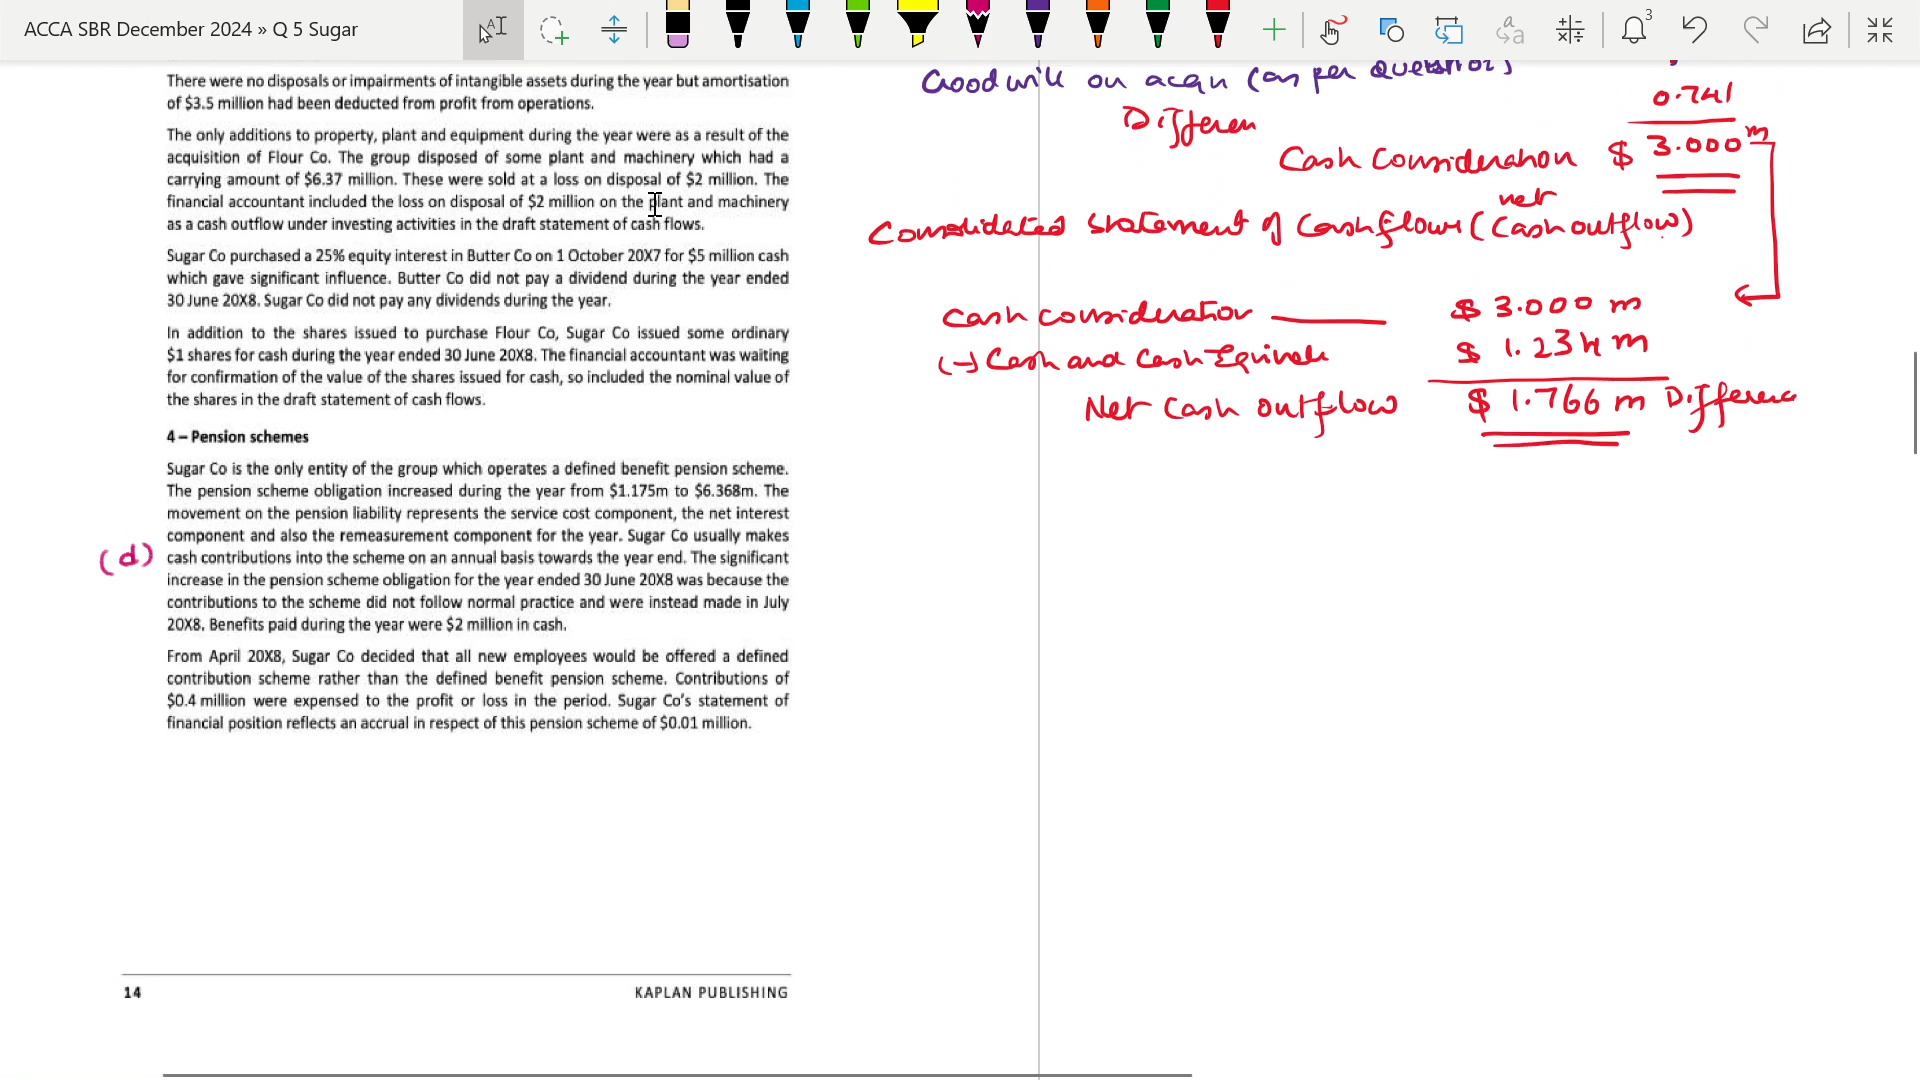 ACCA SBR December 2024 » Q 5 Sugar
3
There were no disposals or impairments of intangible assets during the year but amortisation
of $3.5 million had been deducted from profit from operations.
The only additions to property, plant and equipment during the year were as a result of the
acquisition of Flour Co. The group disposed of some plant and machinery which had a
carrying amount of $6.37 million. These were sold at a loss on disposal of $2 million. The
financial accountant included the loss on disposal of $2 million on the plant and machinery
as a cash outflow under investing activities in the draft statement of cash flows.
Sugar Co purchased a 25% equity interest in Butter Co on 1 October 20X7 for $5 million cash
which gave significant influence. Butter Co did not pay a dividend during the year ended
30 June 20X8. Sugar Co did not pay any dividends during the year.
In addition to the shares issued to purchase Flour Co, Sugar Co issued some ordinary
$1 shares for cash during the year ended 30 June 20X8. The financial accountant was waiting
for confirmation of the value of the shares issued for cash, so included the nominal value of
the shares in the draft statement of cash flows.
4 – Pension schemes
Sugar Co is the only entity of the group which operates a defined benefit pension scheme.
The pension scheme obligation increased during the year from $1.175m to $6.368m. The
movement on the pension liability represents the service cost component, the net interest
component and also the remeasurement component for the year. Sugar Co usually makes
(d) cash contributions into the scheme on an annual basis towards the year end. The significant
increase in the pension scheme obligation for the year ended 30 June 20X8 was because the
contributions to the scheme did not follow normal practice and were instead made in July
20X8. Benefits paid during the year were $2 million in cash.
From April 20X8, Sugar Co decided that all new employees would be offered a defined
contribution scheme rather than the defined benefit pension scheme. Contributions of
$0.4 million were expensed to the profit or loss in the period. Sugar Co's statement of
financial position reflects an accrual in respect of this pension scheme of $0.01 million.
14 KAPLAN PUBLISHING
Goodwill on acqn (as per question)
0.741
Differen
Cash Consideration $ 3.000 m
net
Consolidated Statement of Cashflows (Cash outflow)
Cash consideration $ 3.000 m
(-) Cash and Cash Equivale $ 1.234 m
Net Cash outflow $ 1.766 m Differenc